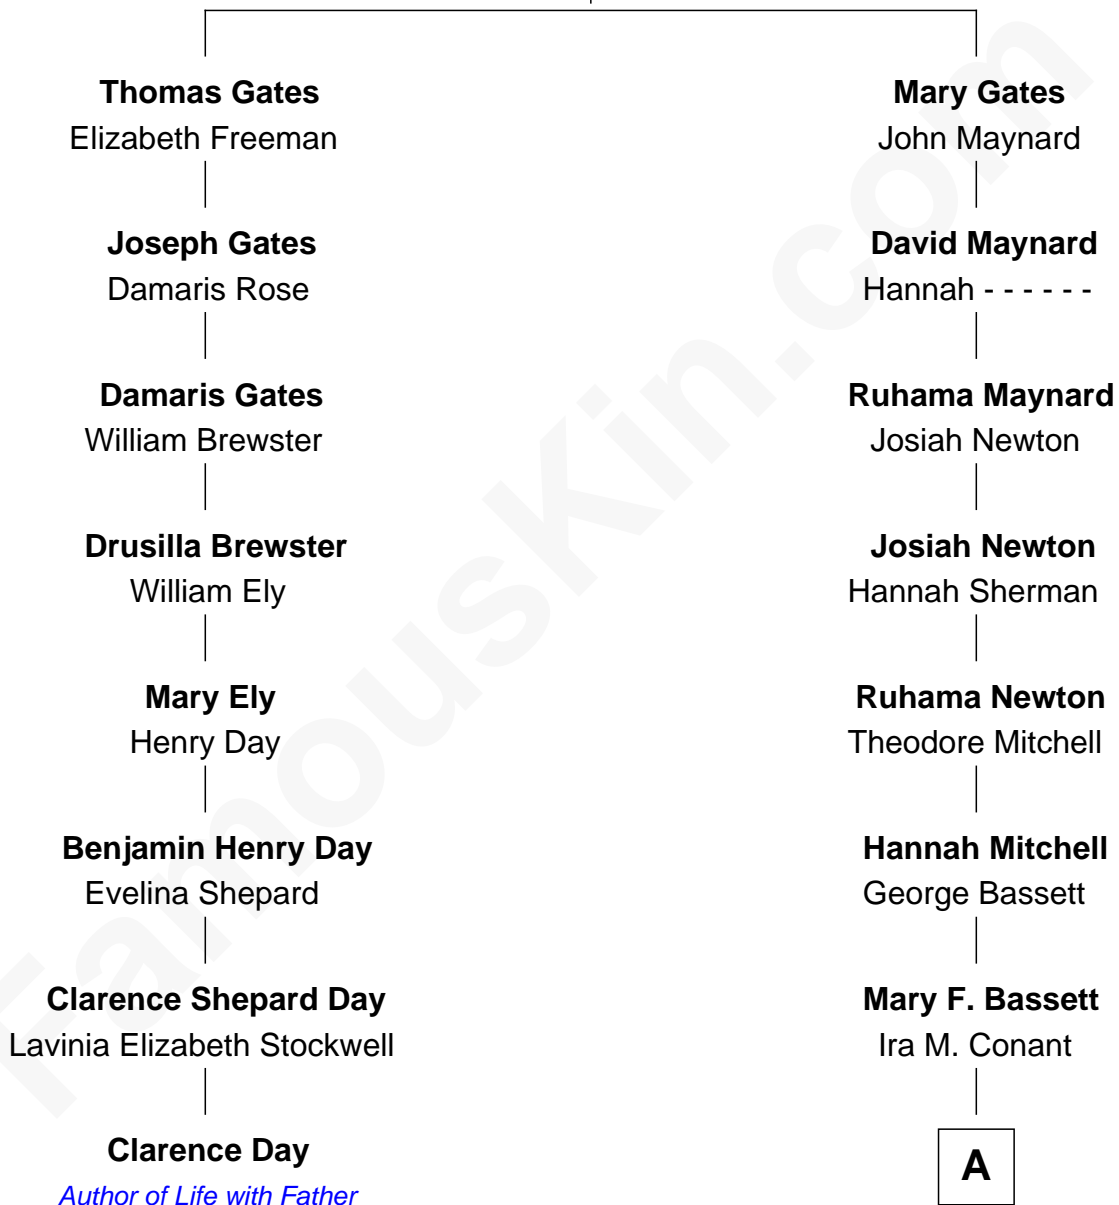 Thomas Gates
Elizabeth Freeman
Joseph Gates
Damaris Rose
Damaris Gates
William Brewster
Drusilla Brewster
William Ely
Mary Ely
Henry Day
Benjamin Henry Day
Evelina Shepard
Clarence Shepard Day
Lavinia Elizabeth Stockwell
Clarence Day
Author of Life with Father
Mary Gates
John Maynard
David Maynard
Hannah - - - - - -
Ruhama Maynard
Josiah Newton
Josiah Newton
Hannah Sherman
Ruhama Newton
Theodore Mitchell
Hannah Mitchell
George Bassett
Mary F. Bassett
Ira M. Conant
A
FamousKin.com